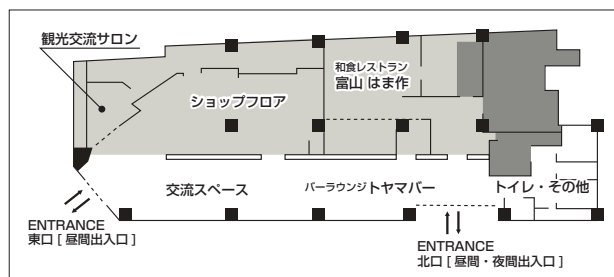 観光交流サロン
和食レストラン
富山 はま作
ショップフロア
交流スペース
バーラウンジ トヤマバー
トイレ・その他
ENTRANCE
東口 [ 昼間出入口 ]
ENTRANCE
北口 [ 昼間・夜間出入口 ]